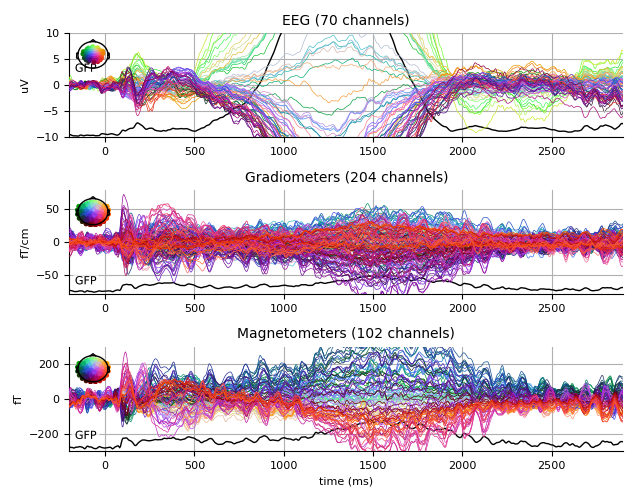 EEG (70 channels)
10
5
0
−5
−10
uV
GFP
0 500 1000 1500 2000 2500
Gradiometers (204 channels)
50
0
−50
fT/cm
GFP
0 500 1000 1500 2000 2500
Magnetometers (102 channels)
200
0
−200
fT
GFP
0 500 1000 1500 2000 2500
time (ms)